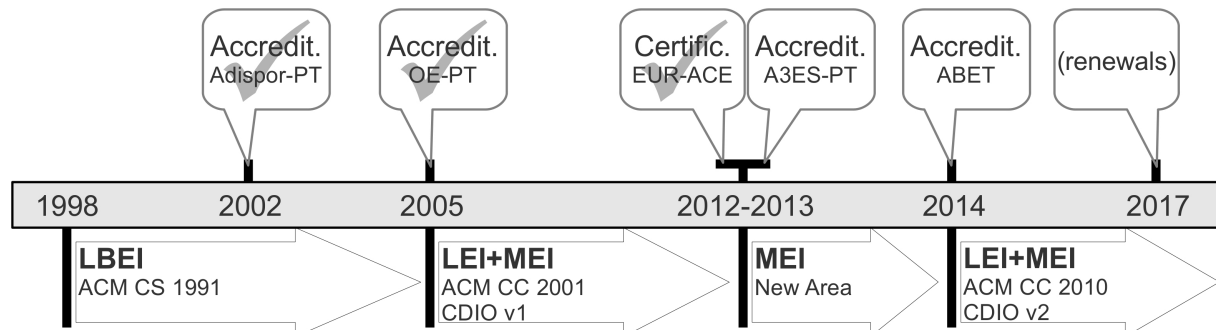 Accredit.
Adispor-PT
Accredit.
OE-PT
Certific.
EUR-ACE
Accredit.
A3ES-PT
Accredit.
ABET
(renewals)
1998
2002
2005
2012-2013
2014
2017
LBEI
ACM CS 1991
LEI+MEI
ACM CC 2001
CDIO v1
MEI
New Area
LEI+MEI
ACM CC 2010
CDIO v2